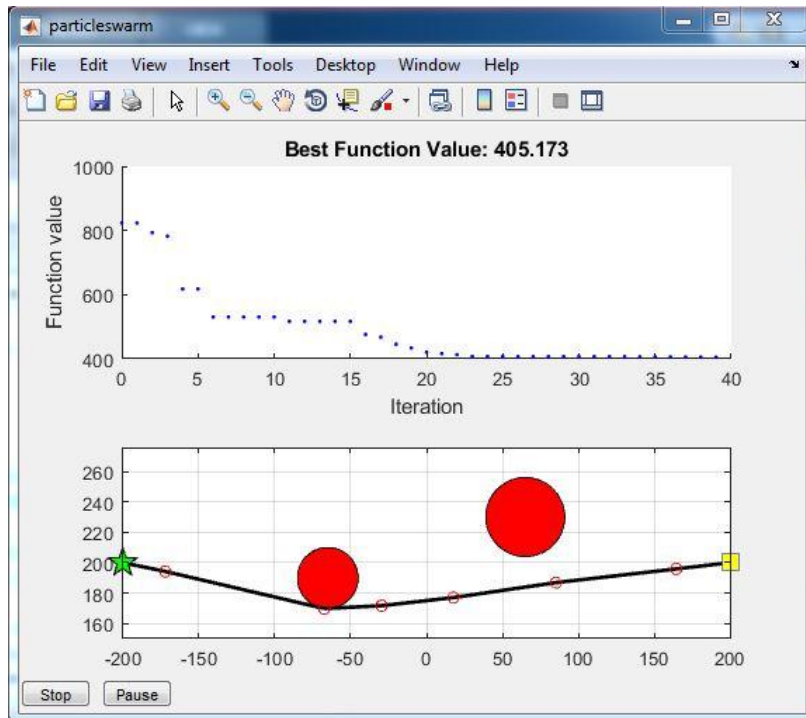 particleswarm
File Edit View Insert Tools Desktop Window Help
Best Function Value: 405.173
1000
800
600
400
Function value
0 5 10 15 20 25 30 35 40
Iteration
260
240
220
200
180
160
-200 -150 -100 -50 0 50 100 150 200
Stop Pause